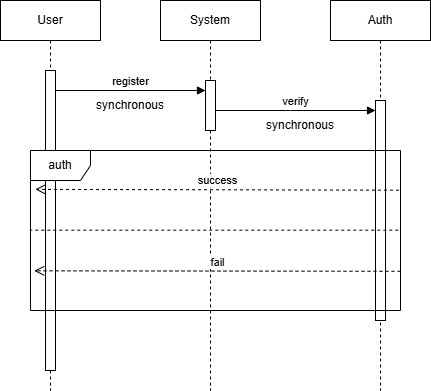 User
System
Auth
register
synchronous
verify
synchronous
auth
success
fail